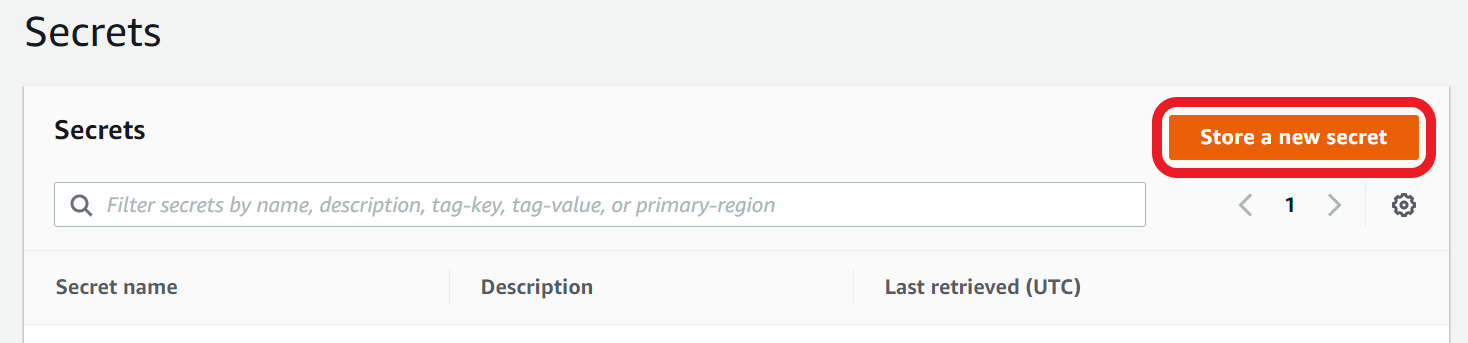 Secrets
Secrets
Store a new secret
Filter secrets by name, description, tag-key, tag-value, or primary-region
1
Secret name
Description
Last retrieved (UTC)